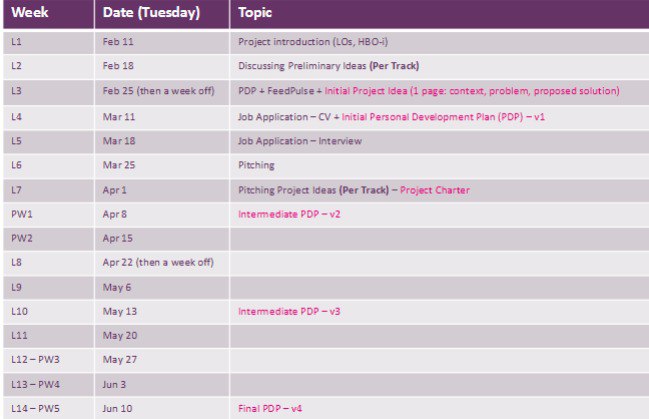 Week Date (Tuesday) Topic
L1 Feb 11 Project introduction (LOs, HBO-i)
L2 Feb 18 Discussing Preliminary Ideas (Per Track)
L3 Feb 25 (then a week off) PDP + FeedPulse + Initial Project Idea (1 page: context, problem, proposed solution)
L4 Mar 11 Job Application – CV + Initial Personal Development Plan (PDP) – v1
L5 Mar 18 Job Application – Interview
L6 Mar 25 Pitching
L7 Apr 1 Pitching Project Ideas (Per Track) – Project Charter
PW1 Apr 8 Intermediate PDP – v2
PW2 Apr 15
L8 Apr 22 (then a week off)
L9 May 6
L10 May 13 Intermediate PDP – v3
L11 May 20
L12 – PW3 May 27
L13 – PW4 Jun 3
L14 – PW5 Jun 10 Final PDP – v4